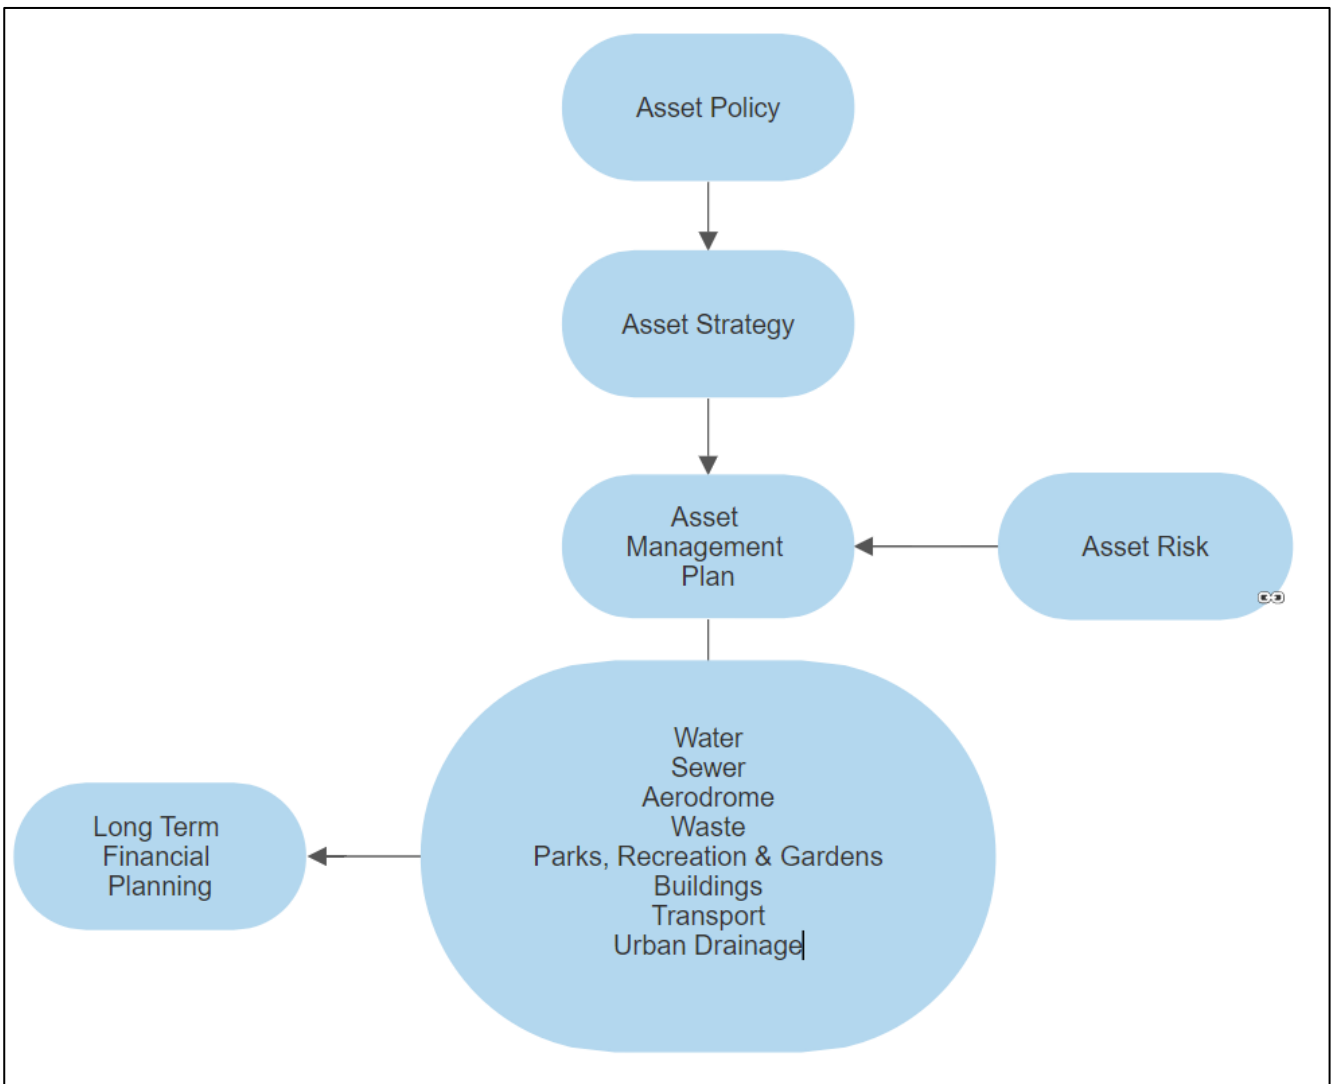 Asset Policy
Asset Strategy
Asset
Management
Plan
Asset Risk
Water
Sewer
Aerodrome
Waste
Parks, Recreation & Gardens
Buildings
Transport
Urban Drainage
Long Term
Financial
Planning